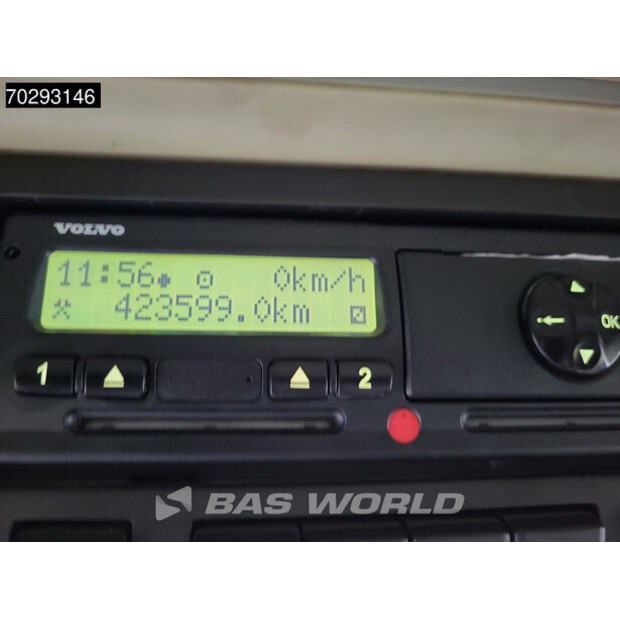 70293146
VOLVO
11:56 0km/h
423599.0km
1 2
OK
BAS WORLD